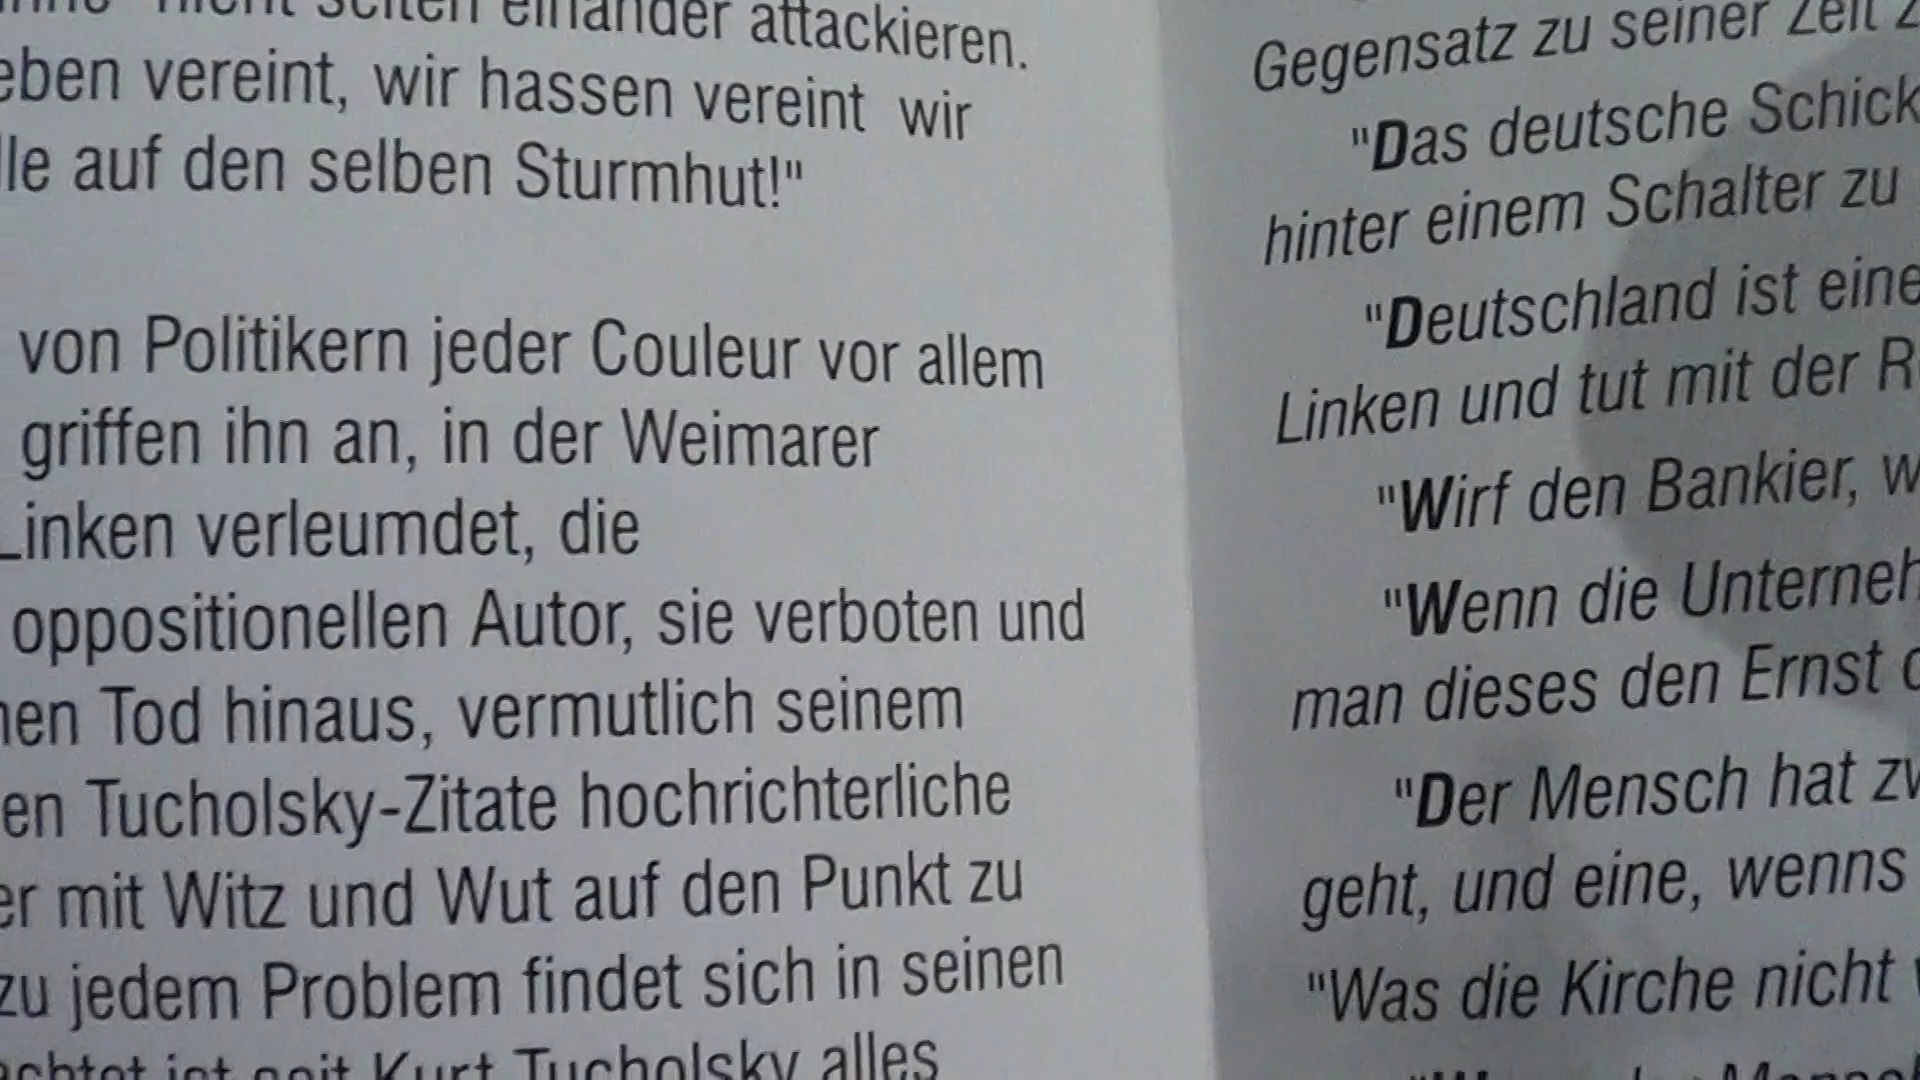 nicht selten einander attackieren.
eben vereint, wir hassen vereint wir
lle auf den selben Sturmhut!"
von Politikern jeder Couleur vor allem
griffen ihn an, in der Weimarer
Linken verleumdet, die
oppositionellen Autor, sie verboten und
nen Tod hinaus, vermutlich seinem
en Tucholsky-Zitate hochrichterliche
er mit Witz und Wut auf den Punkt zu
zu jedem Problem findet sich in seinen
ist seit Kurt Tucholsky alles
Gegensatz zu seiner Zeit
"Das deutsche Schick
hinter einem Schalter zu
"Deutschland ist eine
Linken und tut mit der R
"Wirf den Bankier, w
"Wenn die Unterneh
man dieses den Ernst
"Der Mensch hat zw
geht, und eine, wenns
"Was die Kirche nicht